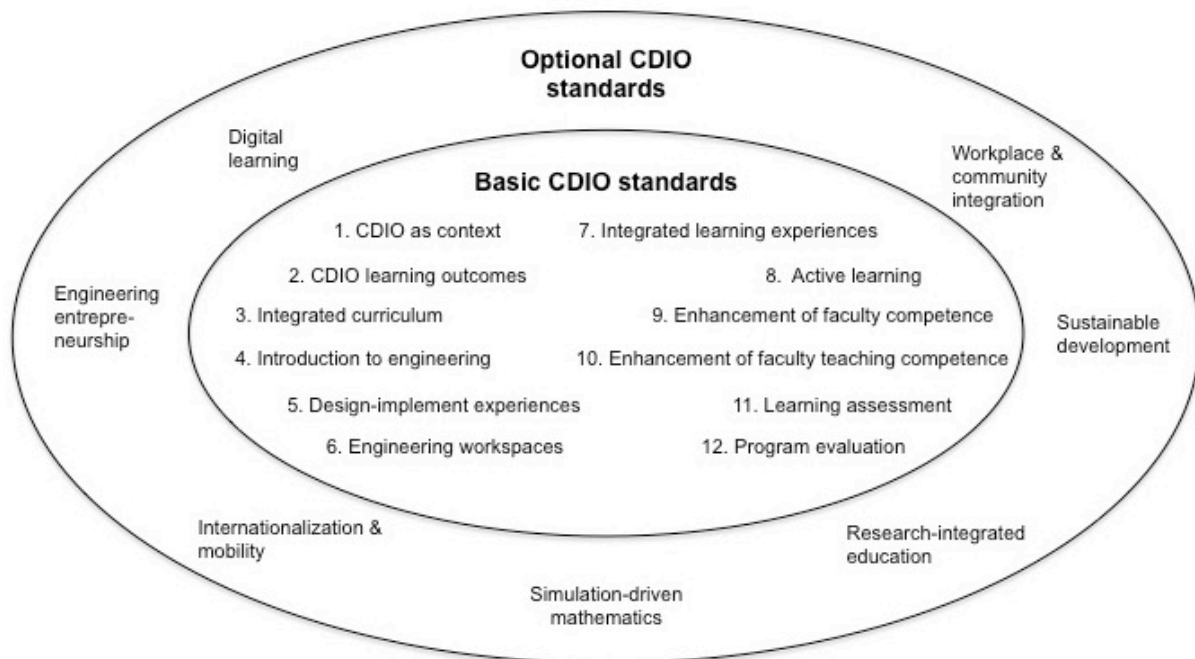 Optional CDIO
standards
Digital
learning
Workplace &
community
integration
Basic CDIO standards
1. CDIO as context
7. Integrated learning experiences
2. CDIO learning outcomes
8. Active learning
Engineering
entrepre-
neurship
3. Integrated curriculum
9. Enhancement of faculty competence
Sustainable
development
4. Introduction to engineering
10. Enhancement of faculty teaching competence
5. Design-implement experiences
11. Learning assessment
6. Engineering workspaces
12. Program evaluation
Internationalization &
mobility
Research-integrated
education
Simulation-driven
mathematics